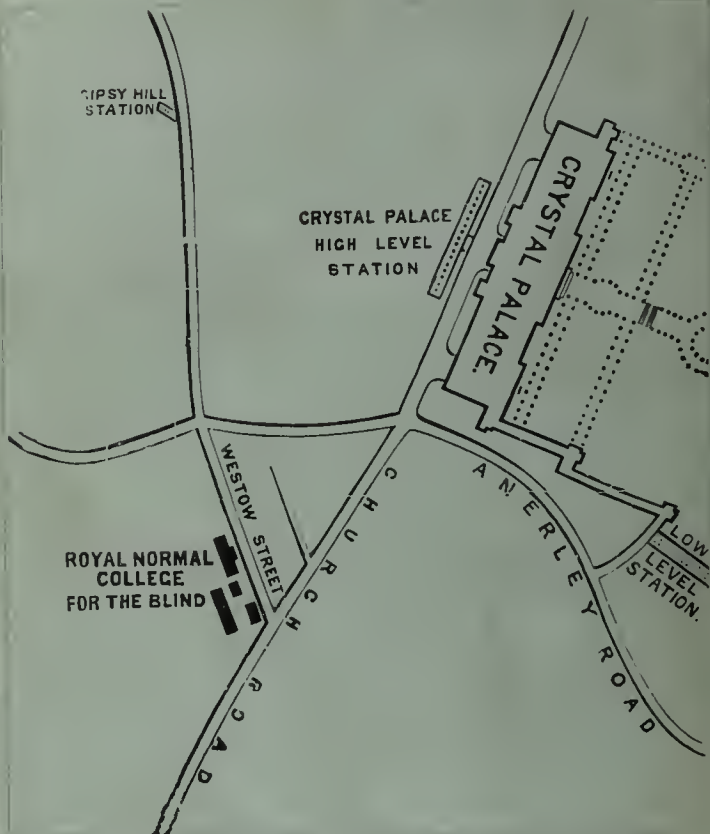 GIPSY HILL
STATION
CRYSTAL PALACE
HIGH LEVEL
STATION
CRYSTAL PALACE.
WESTOW STREET
CHURCH ROAD
ANERLEY ROAD
LOW
LEVEL
STATION.
ROYAL NORMAL
COLLEGE
FOR THE BLIND